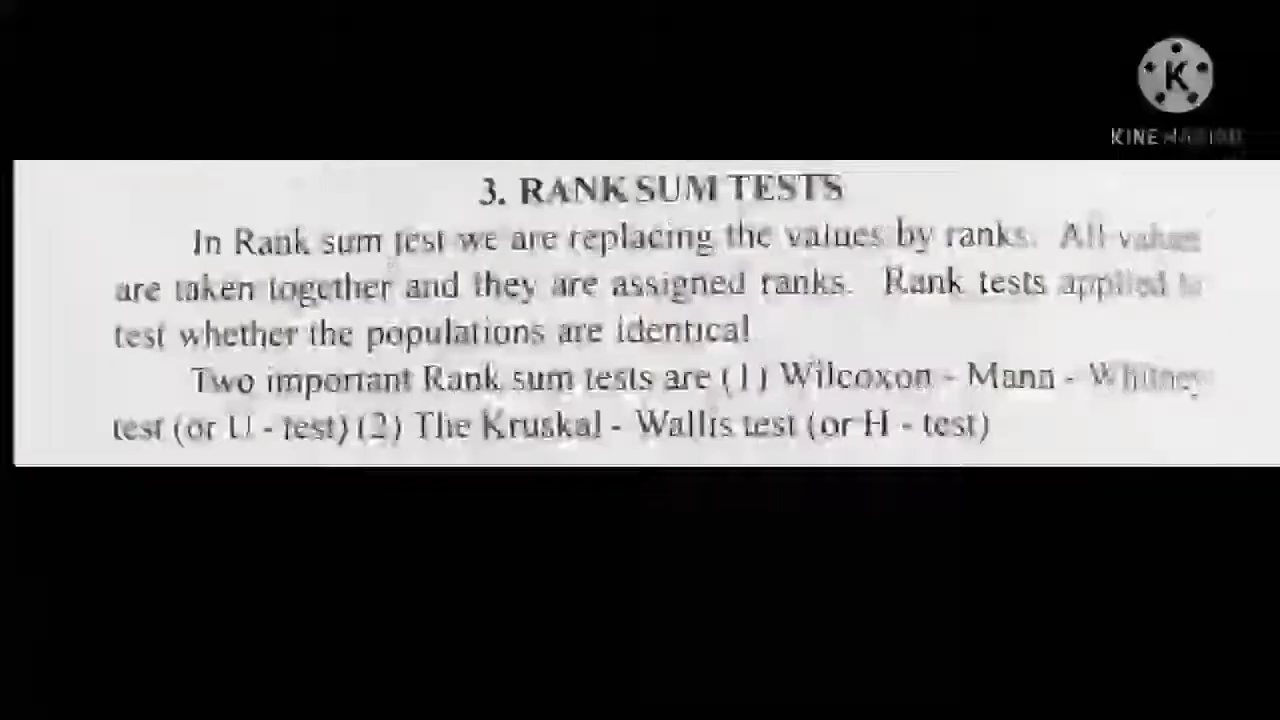 K
KINEMASTER
3. RANK SUM TESTS
In Rank sum test we are replacing the values by ranks. All values
are taken together and they are assigned ranks. Rank tests applied to
test whether the populations are identical
Two important Rank sum tests are (1) Wilcoxon - Mann - Whitney
test (or U - test) (2) The Kruskal - Wallis test (or H - test)